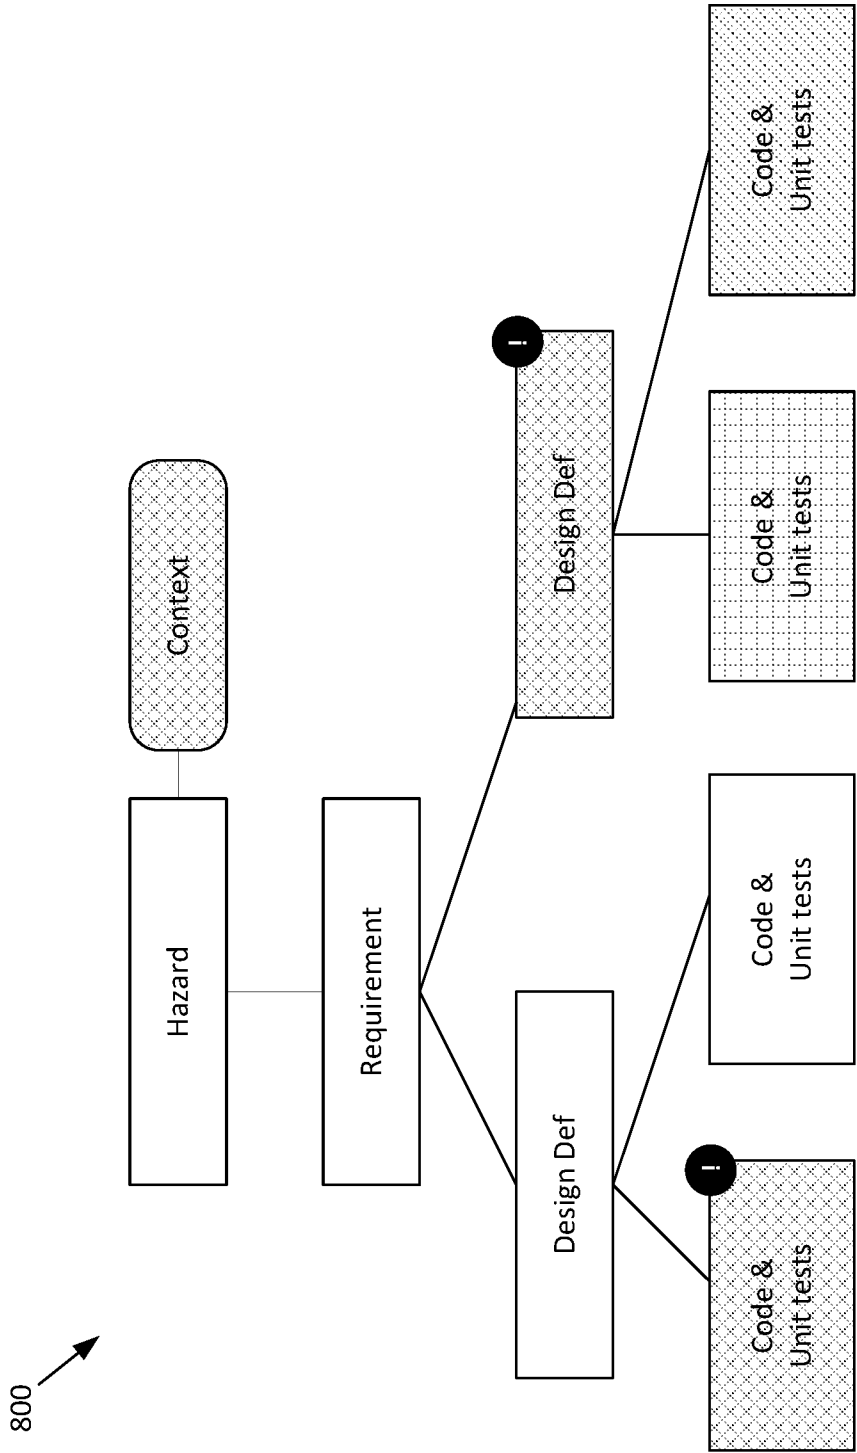 800
Hazard
Context
Requirement
Design Def
Design Def
i
Code &
Unit tests
i
Code &
Unit tests
Code &
Unit tests
Code &
Unit tests